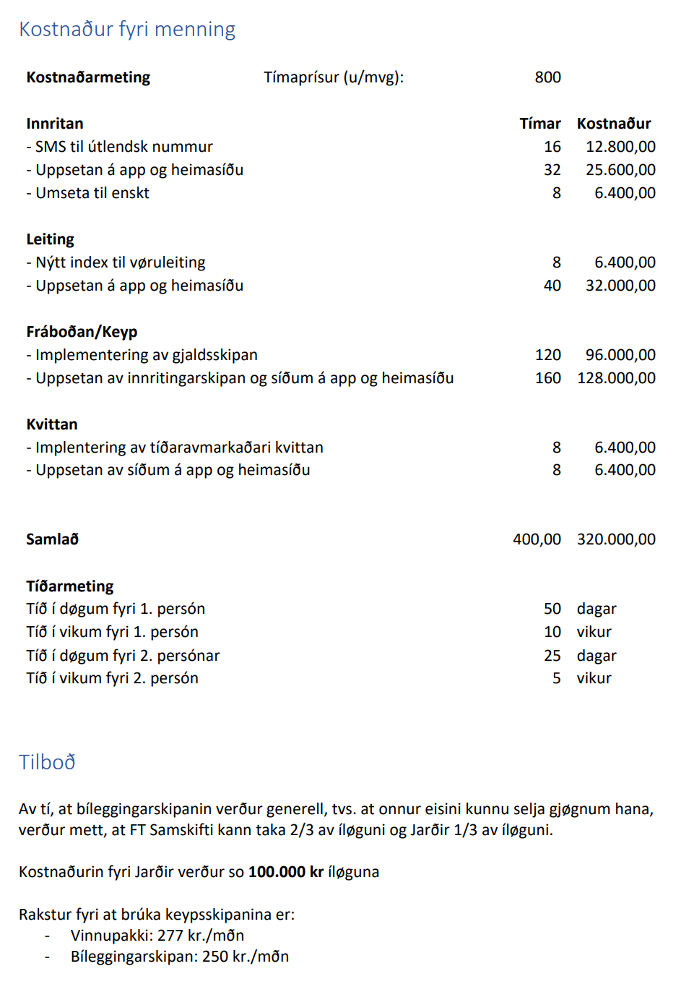 Kostnaður fyri menning
Kostnaðarmeting Tímaprísur (u/mvg): 800
Innritan Tímar Kostnaður
- SMS til útlendsk nummur 16 12.800,00
- Uppsetan á app og heimasíðu 32 25.600,00
- Umseta til enskt 8 6.400,00
Leiting
- Nýtt index til vøruleiting 8 6.400,00
- Uppsetan á app og heimasíðu 40 32.000,00
Fráboðan/Keyp
- Implementering av gjaldsskipan 120 96.000,00
- Uppsetan av innritingarskipan og síðum á app og heimasíðu 160 128.000,00
Kvittan
- Implentering av tíðaravmarkaðari kvittan 8 6.400,00
- Uppsetan av síðum á app og heimasíðu 8 6.400,00
Samlað 400,00 320.000,00
Tíðarmeting
Tíð í døgum fyri 1. persón 50 dagar
Tíð í vikum fyri 1. persón 10 vikur
Tíð í døgum fyri 2. persónar 25 dagar
Tíð í vikum fyri 2. persón 5 vikur
Tilboð
Av tí, at bíleggingarskipanin verður generell, tvs. at onnur eisini kunnu selja gjøgnum hana,
verður mett, at FT Samskifti kann taka 2/3 av íløguni og Jarðir 1/3 av íløguni.
Kostnaðurin fyri Jarðir verður so 100.000 kr íløguna
Rakstur fyri at brúka keypsskipanina er:
- Vinnupakki: 277 kr./mðn
- Bíleggingarskipan: 250 kr./mðn